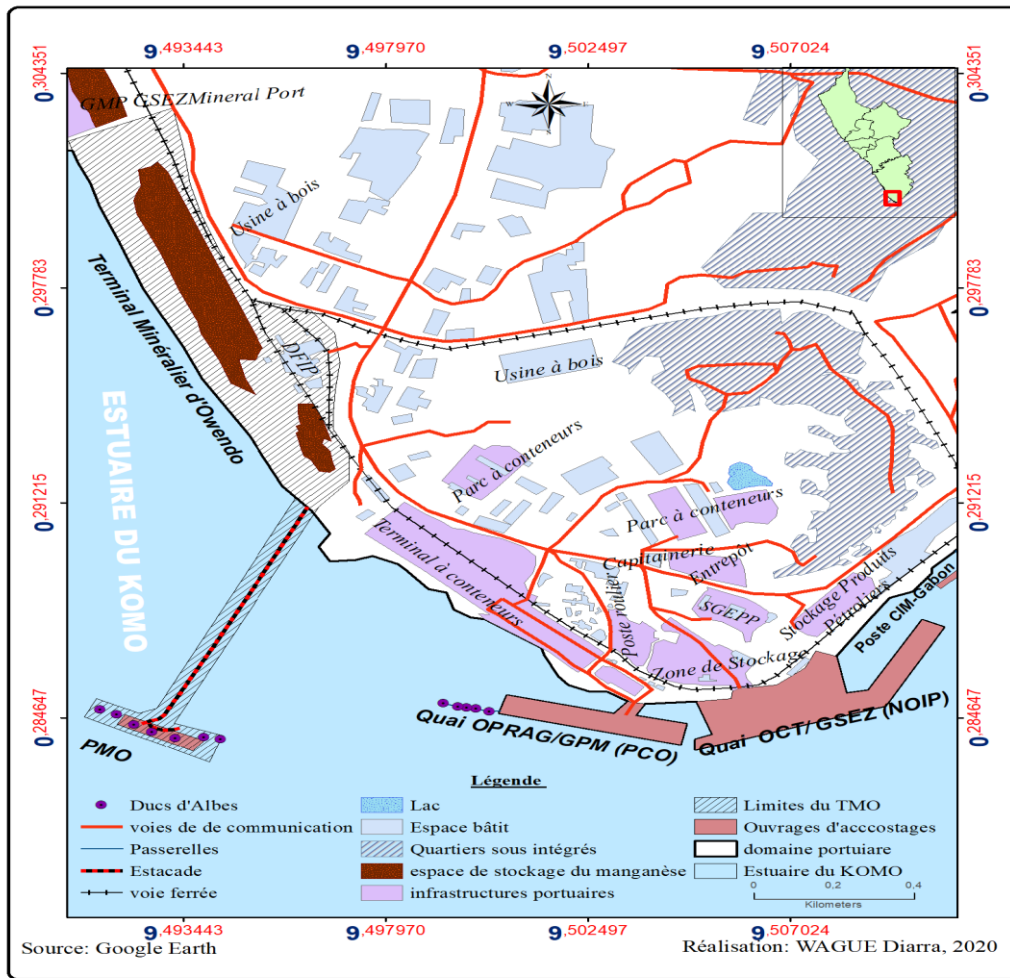 9,493443 9,497970 9,502497 9,507024
0,304351 0,304351
GMP GSEZMineral Port
N
W E
N
Usine à bois
0,297783 0,297783
Terminal Minéralier d'Owendo
DFIP
Usine à bois
ESTUAIRE DU KOMO
Parc à conteneurs
0,291215 0,291215
Parc à conteneurs
Terminal à conteneurs
Capitainerie
Entrepôt
Poste roulier
SGEPP
Stockage Produits
Petroliers
Poste CIM-Gabon
Zone de Stockage
0,284647 0,284647
PMO
Quai OPRAG/GPM (PCO)
Quai OCT/ GSEZ (NOIP)
Légende
Ducs d'Albes
voies de de communication
Passerelles
Estacade
voie ferrée
Lac
Espace bâtit
Quartiers sous intégrés
espace de stockage du manganèse
infrastructures portuaires
Limites du TMO
Ouvrages d'acccostages
domaine portuiare
Estuaire du KOMO
0 0,2 0,4
Kilometers
9,493443 9,497970 9,502497 9,507024
Source: Google Earth
Réalisation: WAGUE Diarra, 2020